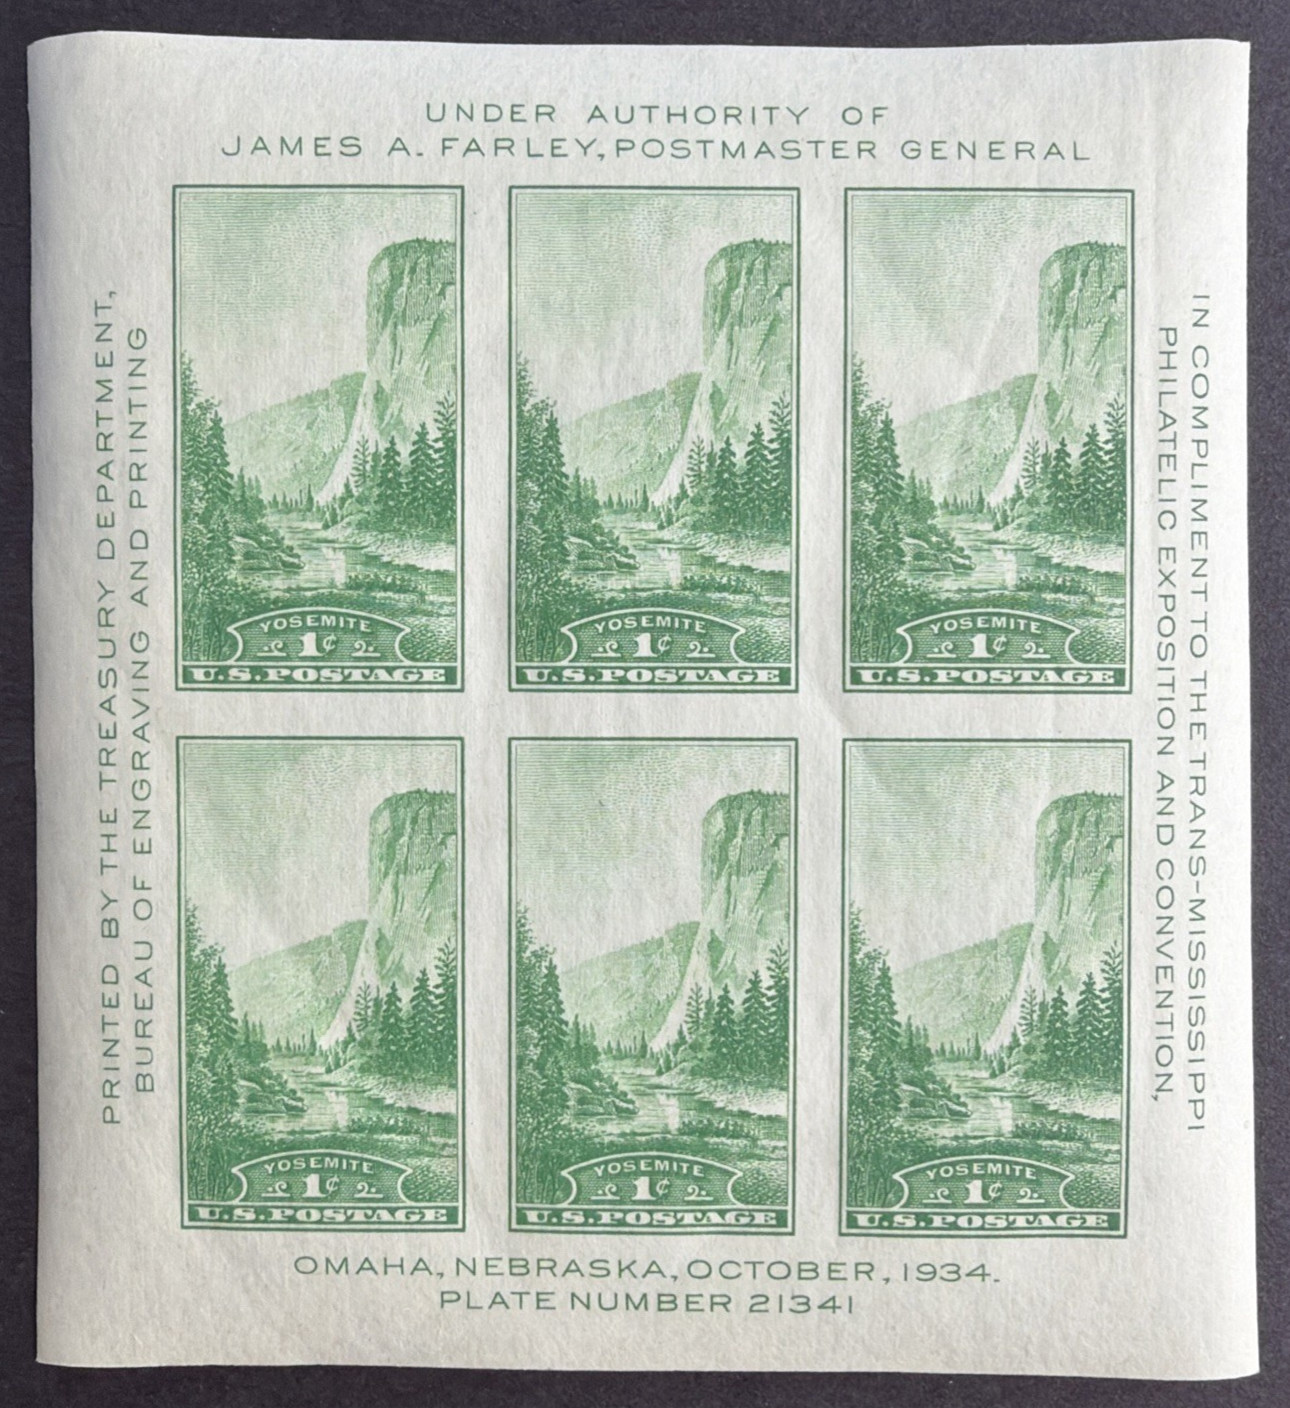 UNDER AUTHORITY OF
JAMES A. FARLEY, POSTMASTER GENERAL
PRINTED BY THE TREASURY DEPARTMENT,
BUREAU OF ENGRAVING AND PRINTING
IN COMPLIMENT TO THE TRANS-MISSISSIPPI
PHILATELIC EXPOSITION AND CONVENTION,
YOSEMITE
1¢
U.S. POSTAGE
YOSEMITE
1¢
U.S. POSTAGE
YOSEMITE
1¢
U.S. POSTAGE
YOSEMITE
1¢
U.S. POSTAGE
YOSEMITE
1¢
U.S. POSTAGE
YOSEMITE
1¢
U.S. POSTAGE
OMAHA, NEBRASKA, OCTOBER, 1934.
PLATE NUMBER 21341